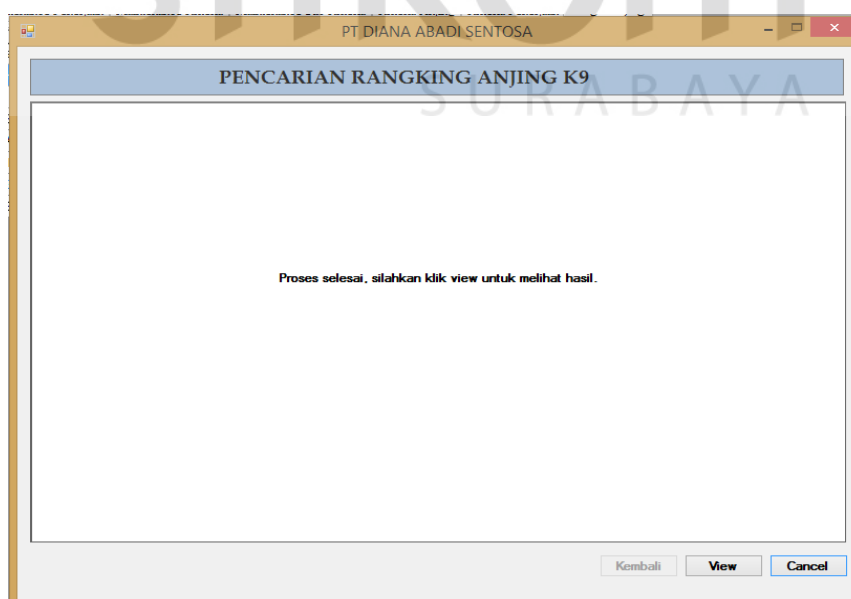 PT DIANA ABADI SENTOSA
PENCARIAN RANGKING ANJING K9
SURABAYA
Proses selesai, silahkan klik view untuk melihat hasil.
Kembali View Cancel